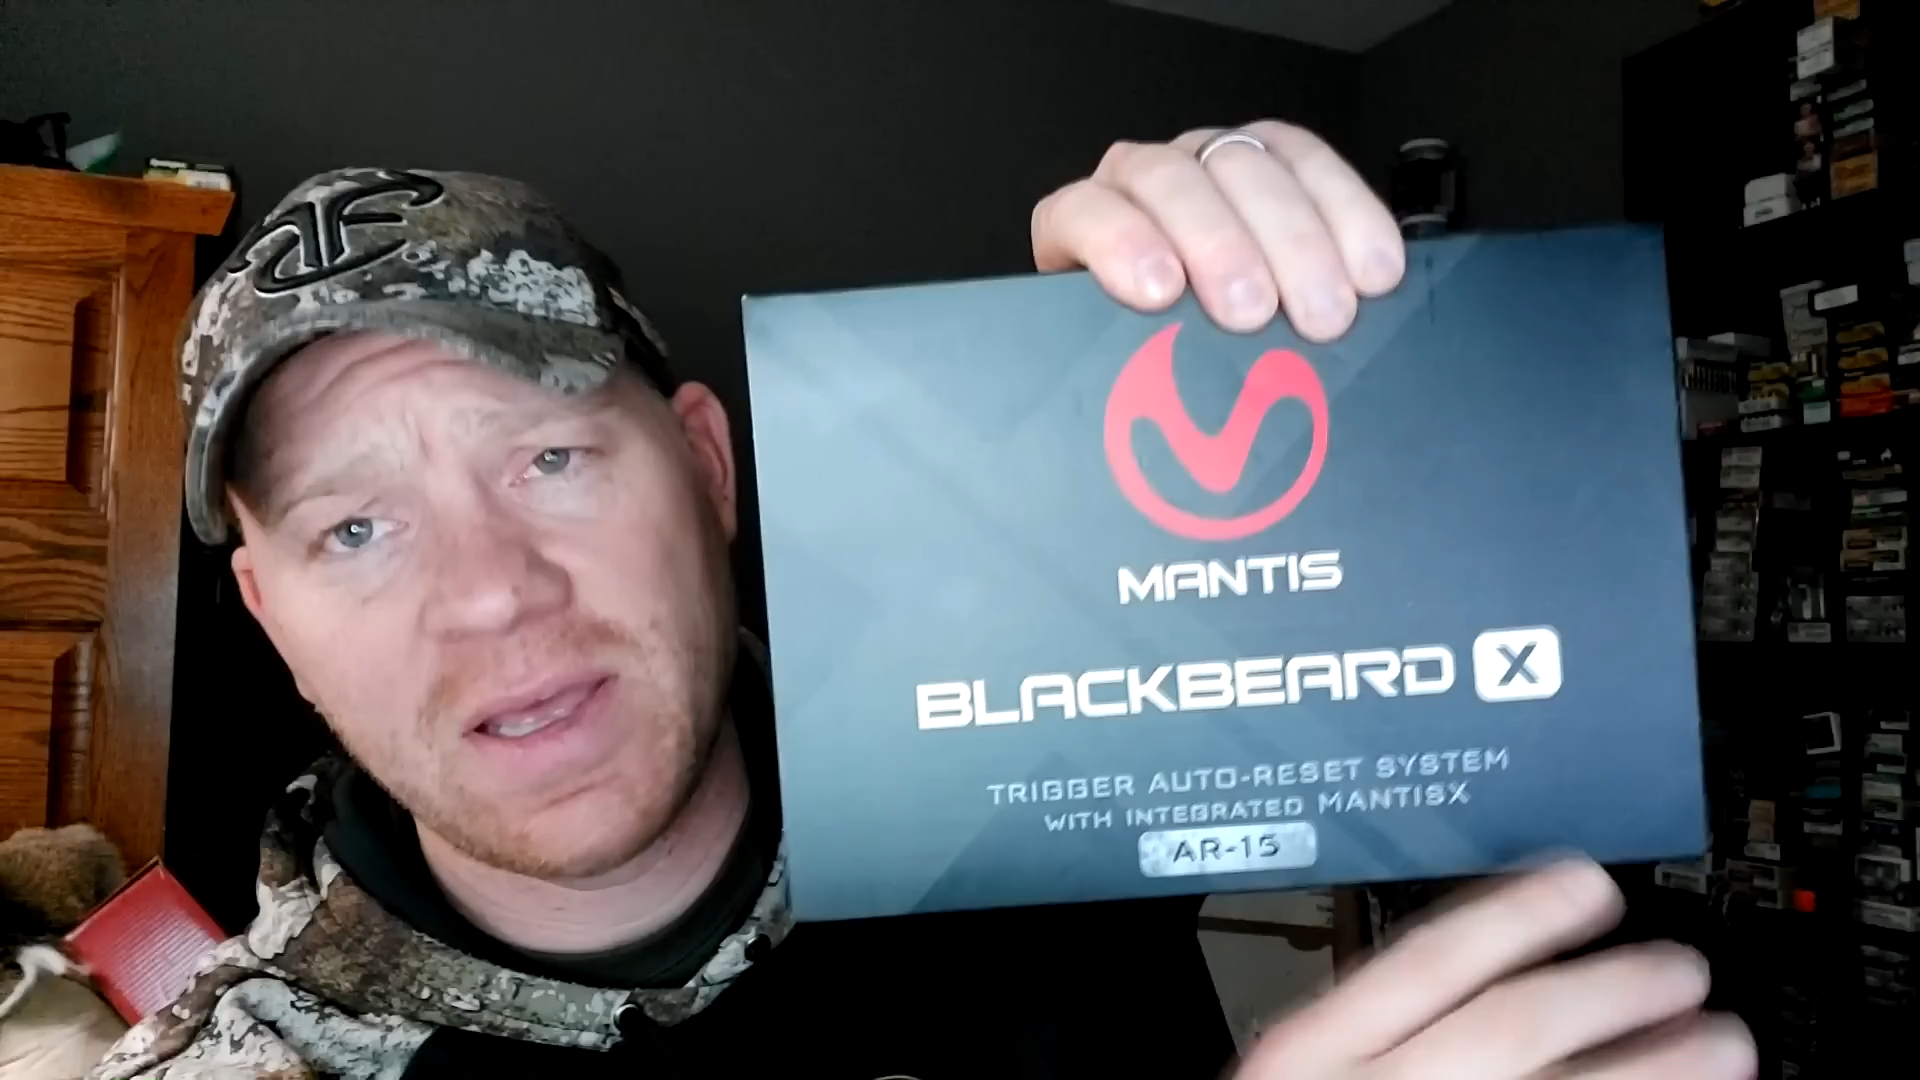 MANTIS
BLACKBEARD X
TRIGGER AUTO-RESET SYSTEM
WITH INTEGRATED MANTISX
AR-15